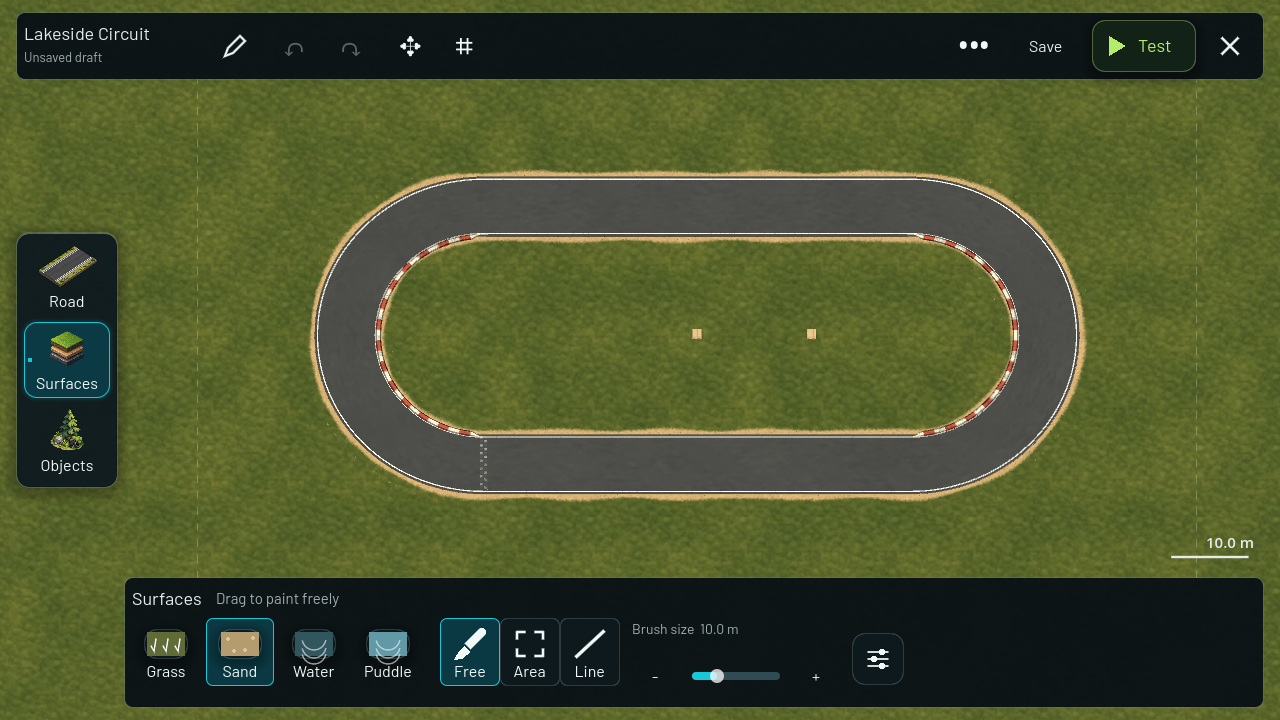 Lakeside Circuit
Unsaved draft
Save
Test
Road
Surfaces
Objects
10.0 m
Surfaces Drag to paint freely
Grass
Sand
Water
Puddle
Free
Area
Line
Brush size 10.0 m
- +